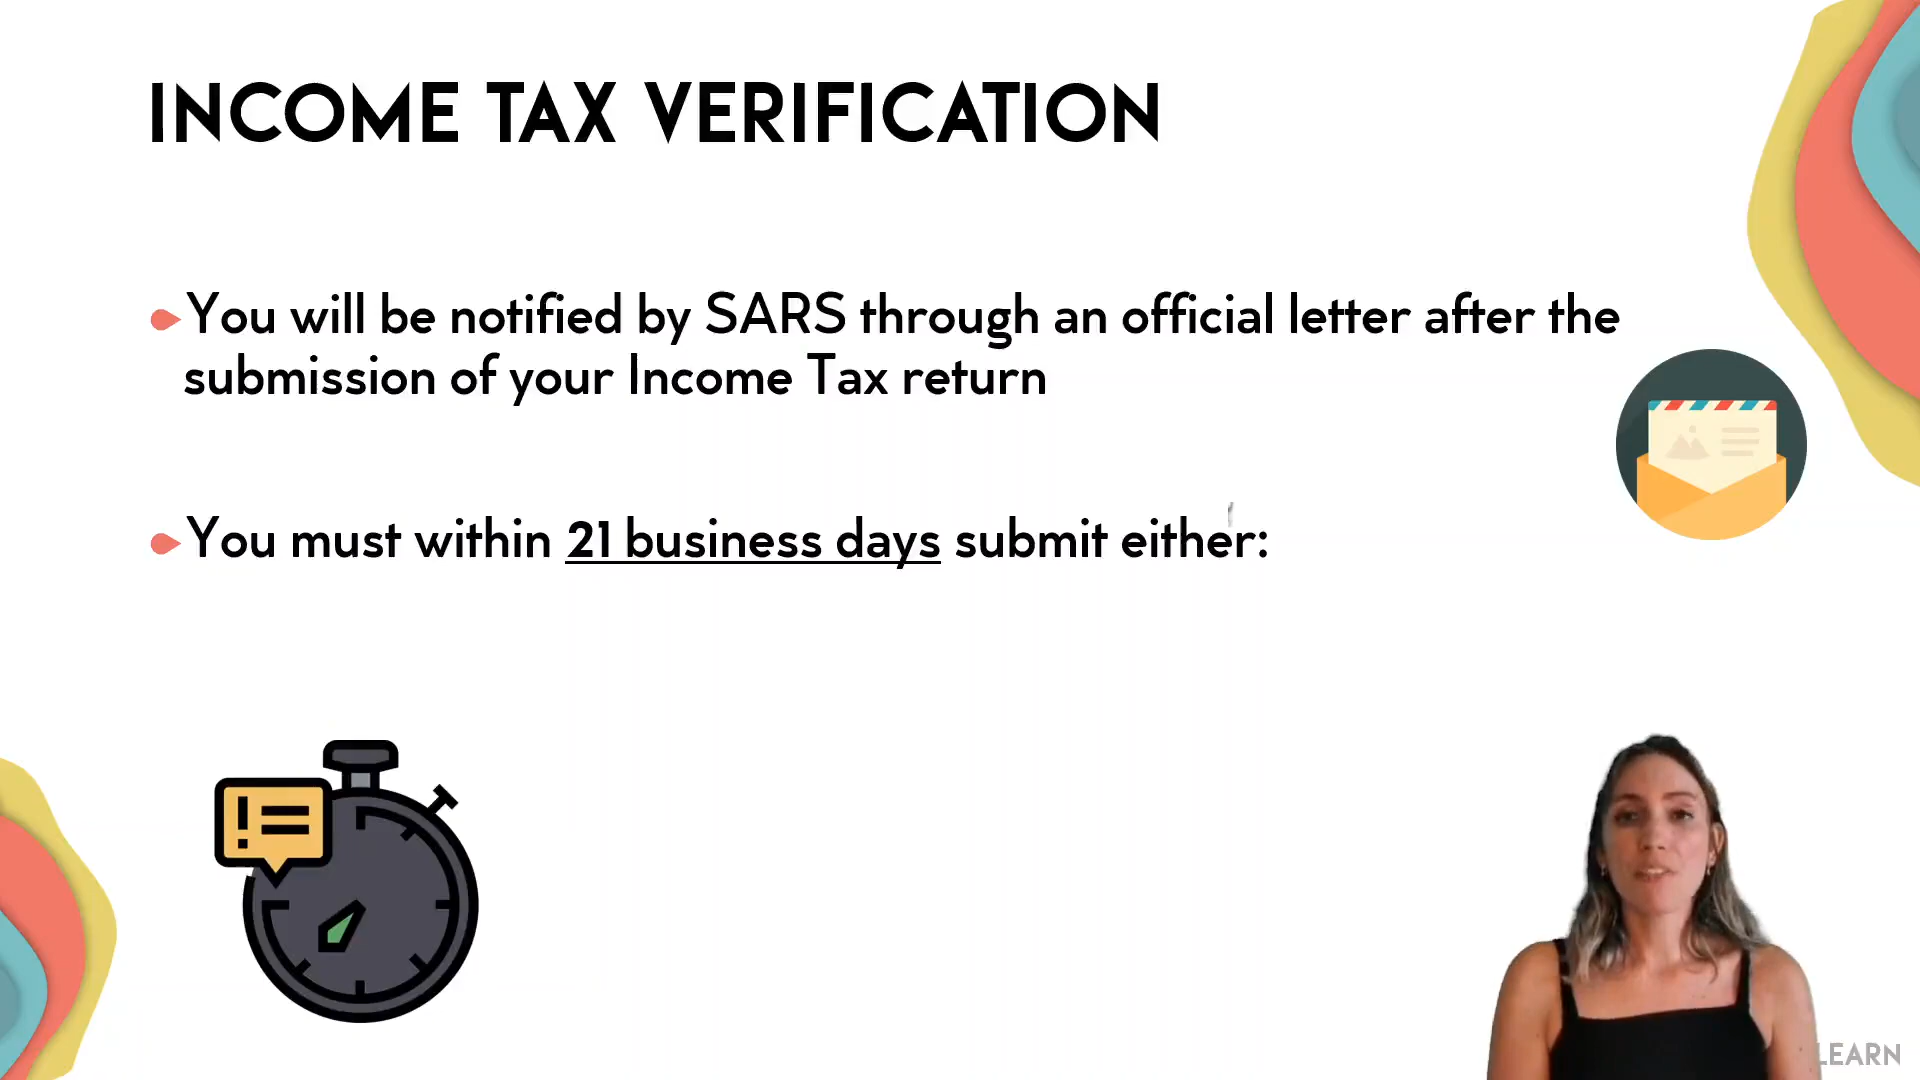 INCOME TAX VERIFICATION
You will be notified by SARS through an official letter after the
submission of your Income Tax return
You must within 21 business days submit either:
LEARN